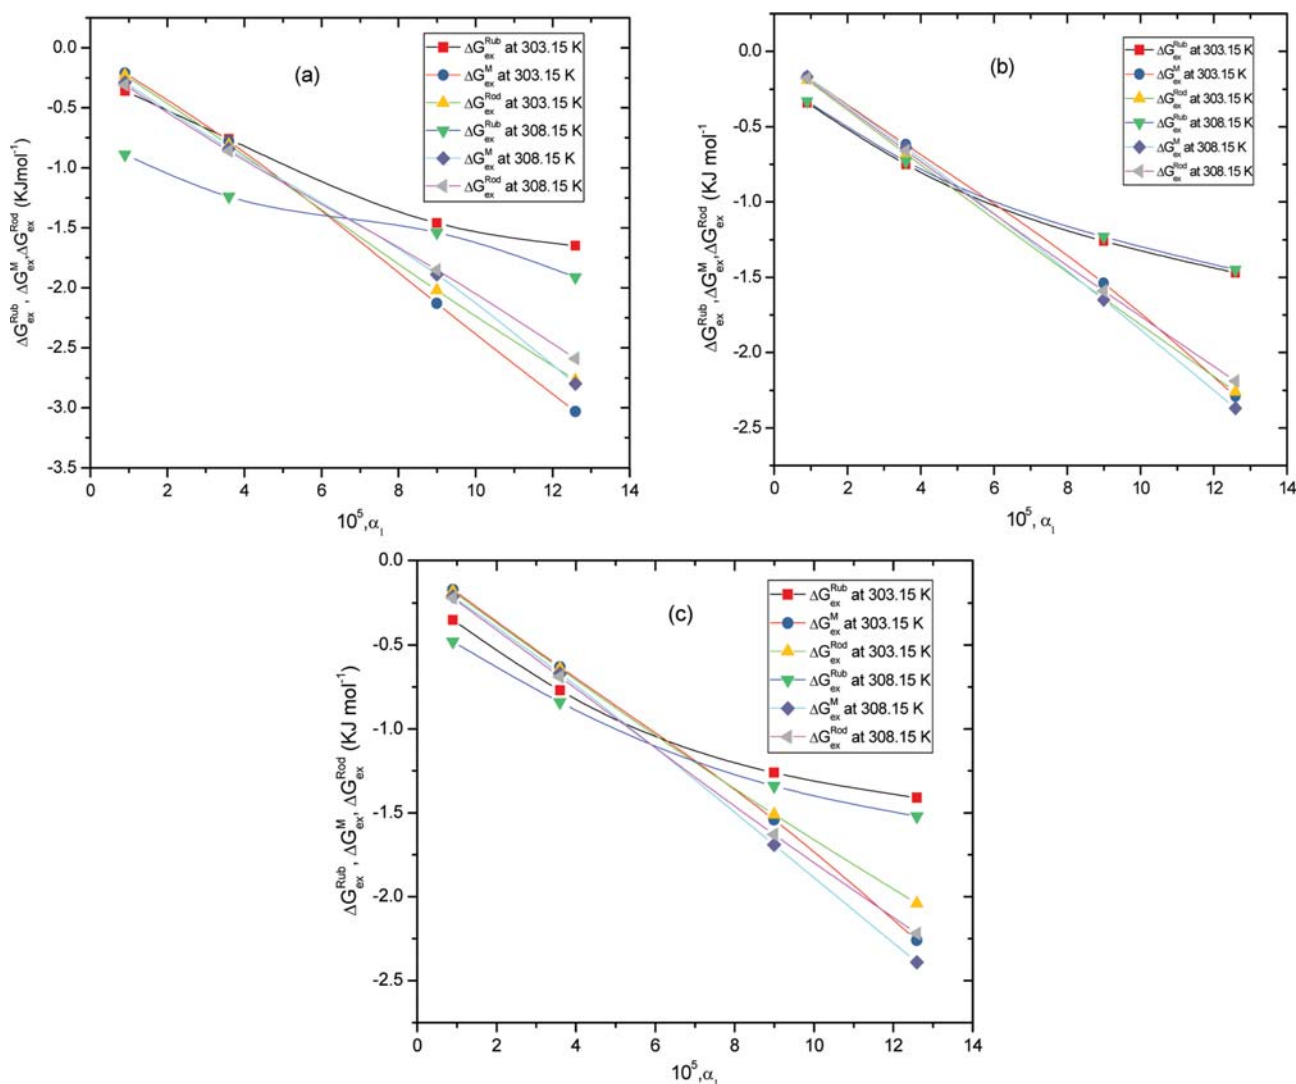 (a)
ΔG_ex^Rub at 303.15 K
ΔG_ex^M at 303.15 K
ΔG_ex^Rod at 303.15 K
ΔG_ex^Rub at 308.15 K
ΔG_ex^M at 308.15 K
ΔG_ex^Rod at 308.15 K
ΔG_ex^Rub , ΔG_ex^M,ΔG_ex^Rod (KJmol^-1)
0.0
-0.5
-1.0
-1.5
-2.0
-2.5
-3.0
-3.5
0 2 4 6 8 10 12 14
10^5,α_1
(b)
ΔG_ex^Rub at 303.15 K
ΔG_ex^M at 303.15 K
ΔG_ex^Rod at 303.15 K
ΔG_ex^Rub at 308.15 K
ΔG_ex^M at 308.15 K
ΔG_ex^Rod at 308.15 K
ΔG_ex^Rub,ΔG_ex^M,ΔG_ex^Rod (KJ mol^-1)
0.0
-0.5
-1.0
-1.5
-2.0
-2.5
0 2 4 6 8 10 12 14
10^5,α_1
(c)
ΔG_ex^Rub at 303.15 K
ΔG_ex^M at 303.15 K
ΔG_ex^Rod at 303.15 K
ΔG_ex^Rub at 308.15 K
ΔG_ex^M at 308.15 K
ΔG_ex^Rod at 308.15 K
ΔG_ex^Rub , ΔG_ex^M, ΔG_ex^Rod (KJ mol^-1)
0.0
-0.5
-1.0
-1.5
-2.0
-2.5
0 2 4 6 8 10 12 14
10^5,α_1